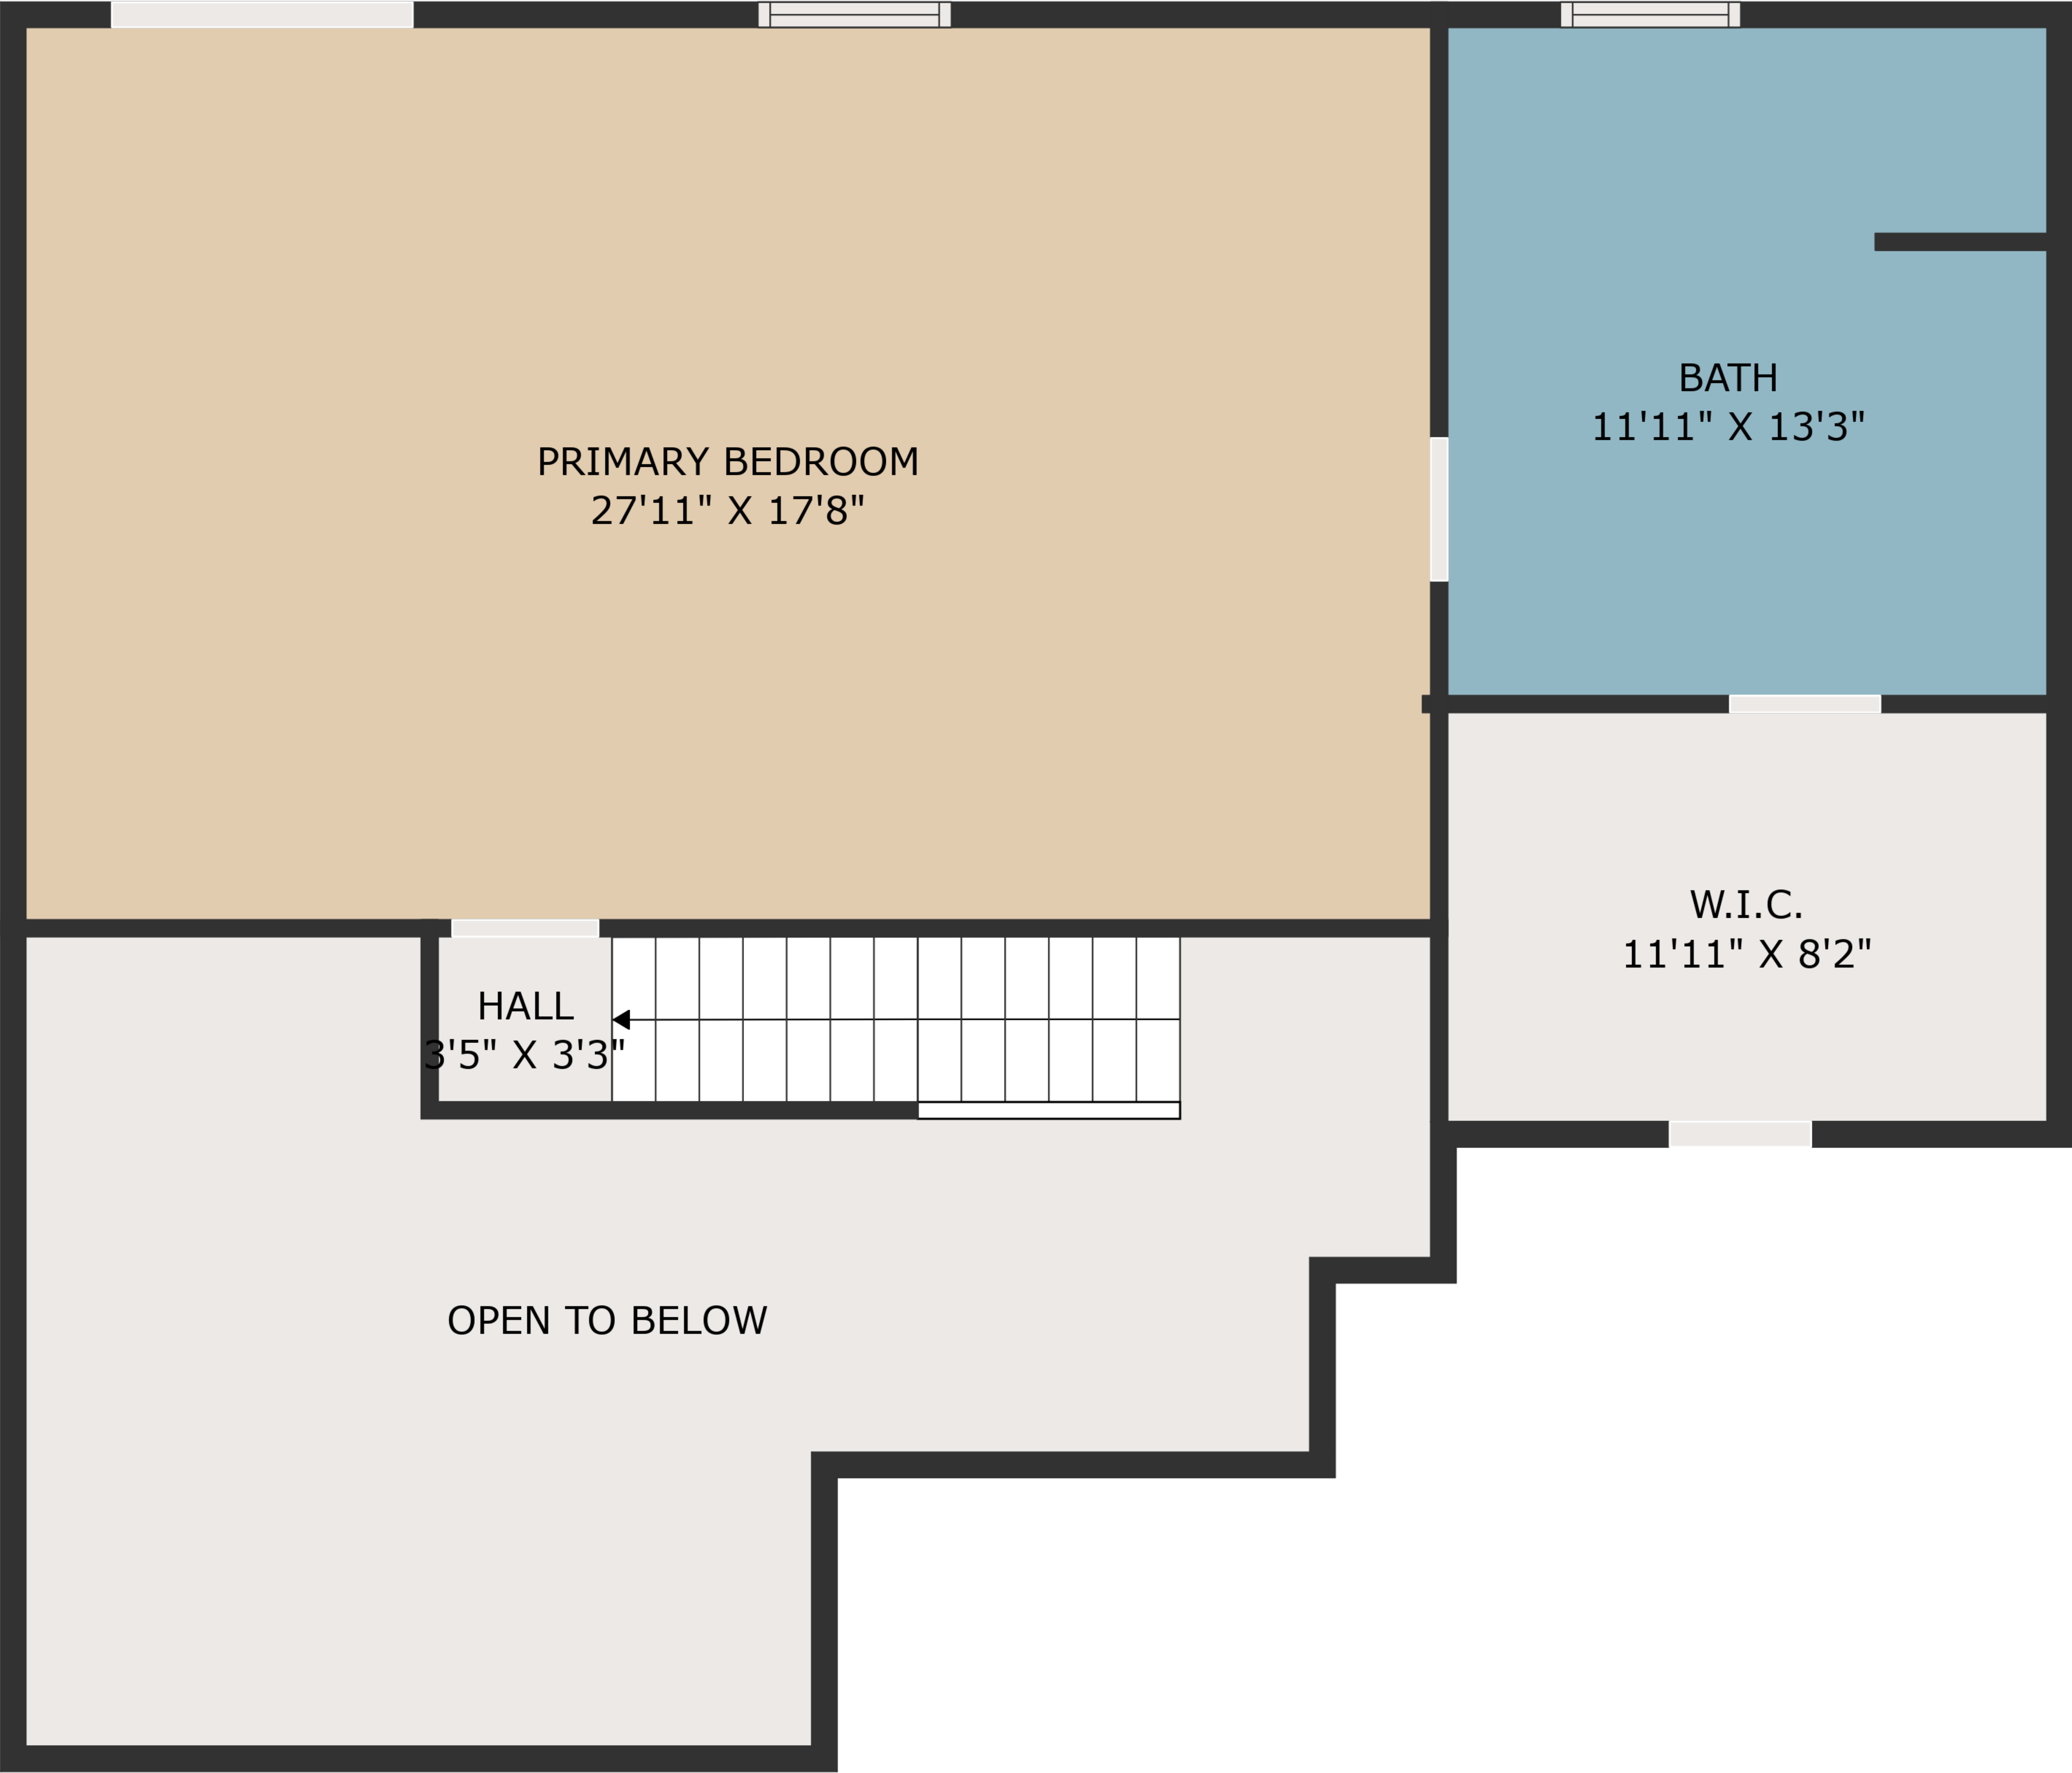 PRIMARY BEDROOM
27'11" X 17'8"
BATH
11'11" X 13'3"
W.I.C.
11'11" X 8'2"
HALL
3'5" X 3'3"
OPEN TO BELOW